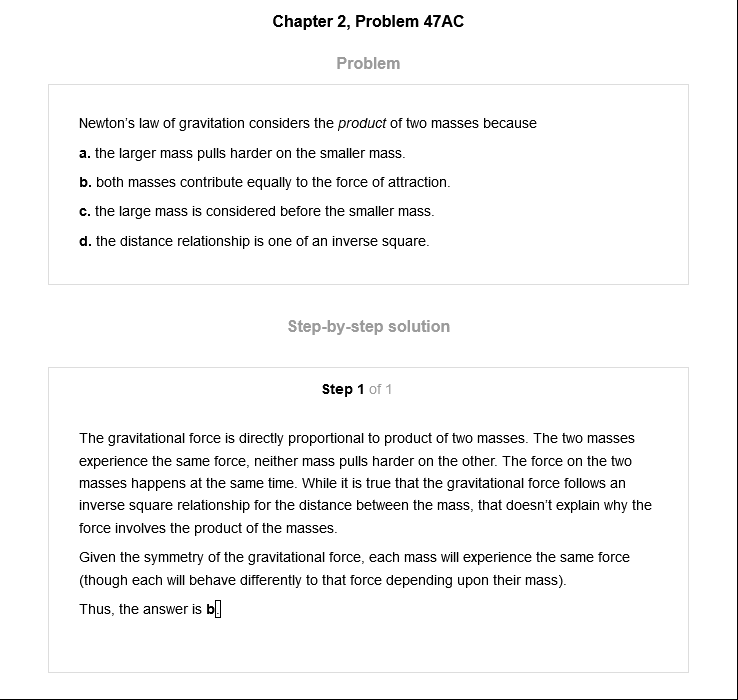 Chapter 2, Problem 47AC
Problem
Newton's law of gravitation considers the product of two masses because
a. the larger mass pulls harder on the smaller mass.
b. both masses contribute equally to the force of attraction.
c. the large mass is considered before the smaller mass.
d. the distance relationship is one of an inverse square.
Step-by-step solution
Step 1 of 1
The gravitational force is directly proportional to product of two masses. The two masses
experience the same force, neither mass pulls harder on the other. The force on the two
masses happens at the same time. While it is true that the gravitational force follows an
inverse square relationship for the distance between the mass, that doesn't explain why the
force involves the product of the masses.
Given the symmetry of the gravitational force, each mass will experience the same force
(though each will behave differently to that force depending upon their mass).
Thus, the answer is b.